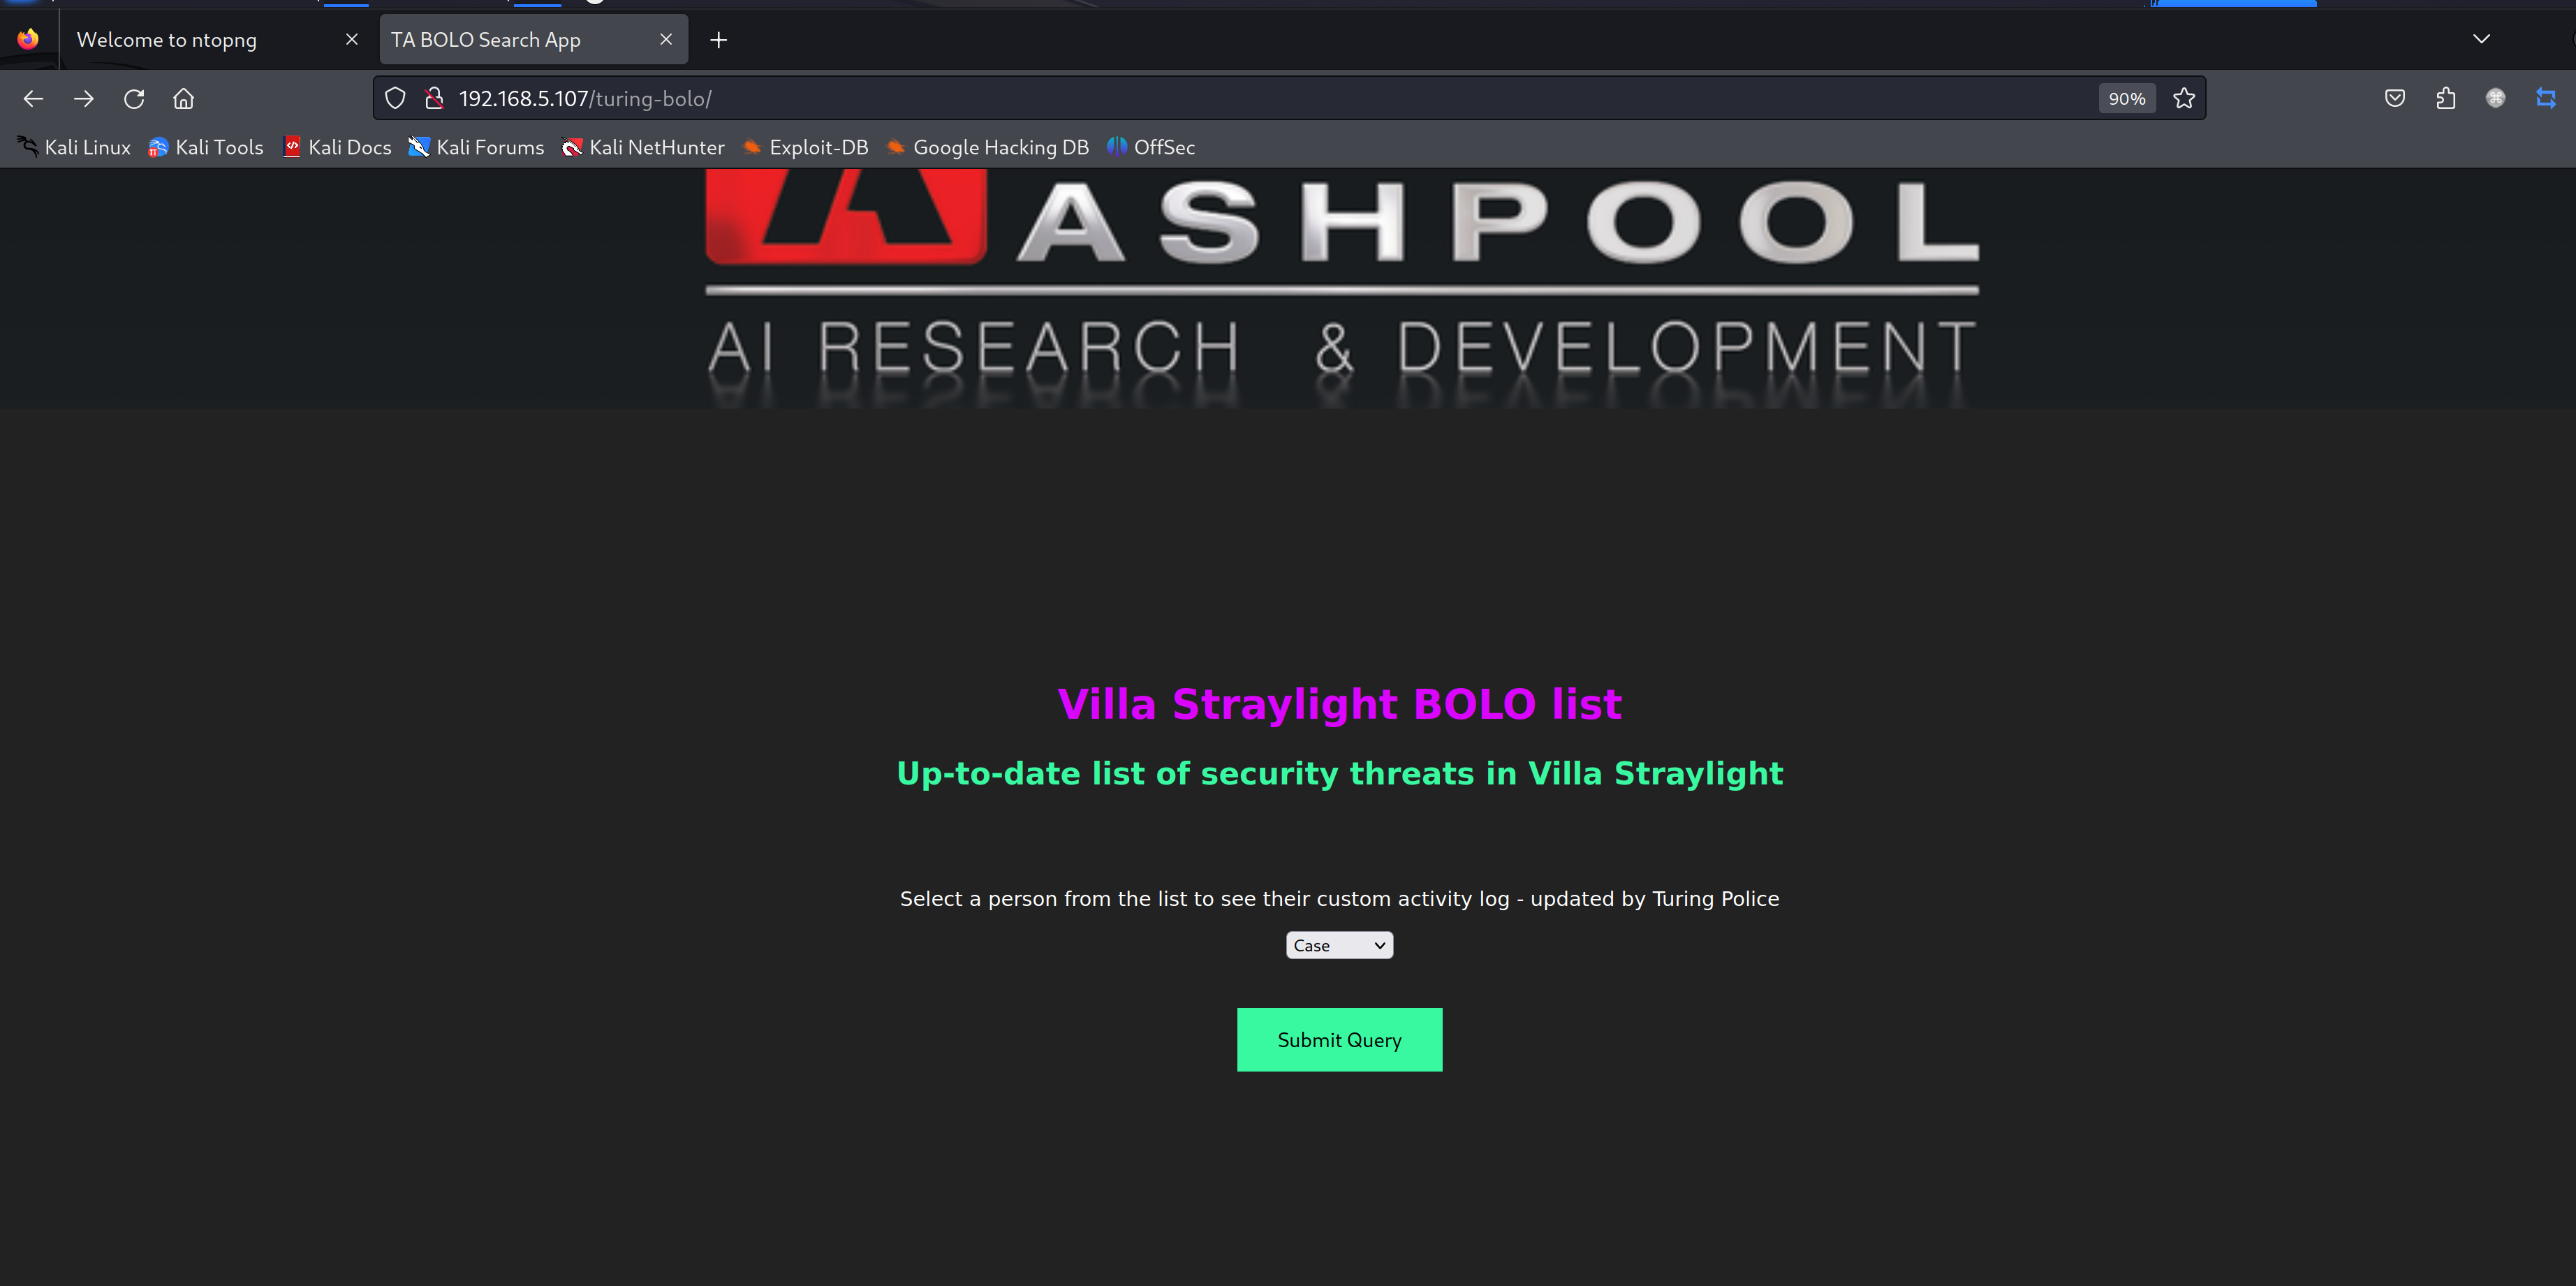 Welcome to ntopng
TA BOLO Search App
192.168.5.107/turing-bolo/
90%
Kali Linux
Kali Tools
Kali Docs
Kali Forums
Kali NetHunter
Exploit-DB
Google Hacking DB
OffSec
ASHPOOL
AI RESEARCH & DEVELOPMENT
Villa Straylight BOLO list
Up-to-date list of security threats in Villa Straylight
Select a person from the list to see their custom activity log - updated by Turing Police
Case
Submit Query